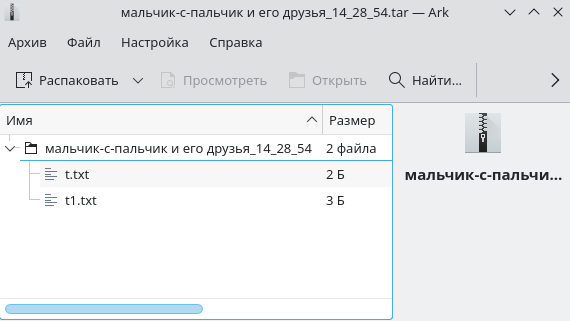 мальчик-с-пальчик и его друзья_14_28_54.tar — Ark
Архив Файл Настройка Справка
Распаковать Просмотреть Открыть Найти...
Имя Размер
мальчик-с-пальчик и его друзья_14_28_54 2 файла
t.txt 2 Б
t1.txt 3 Б
мальчик-с-пальчи...